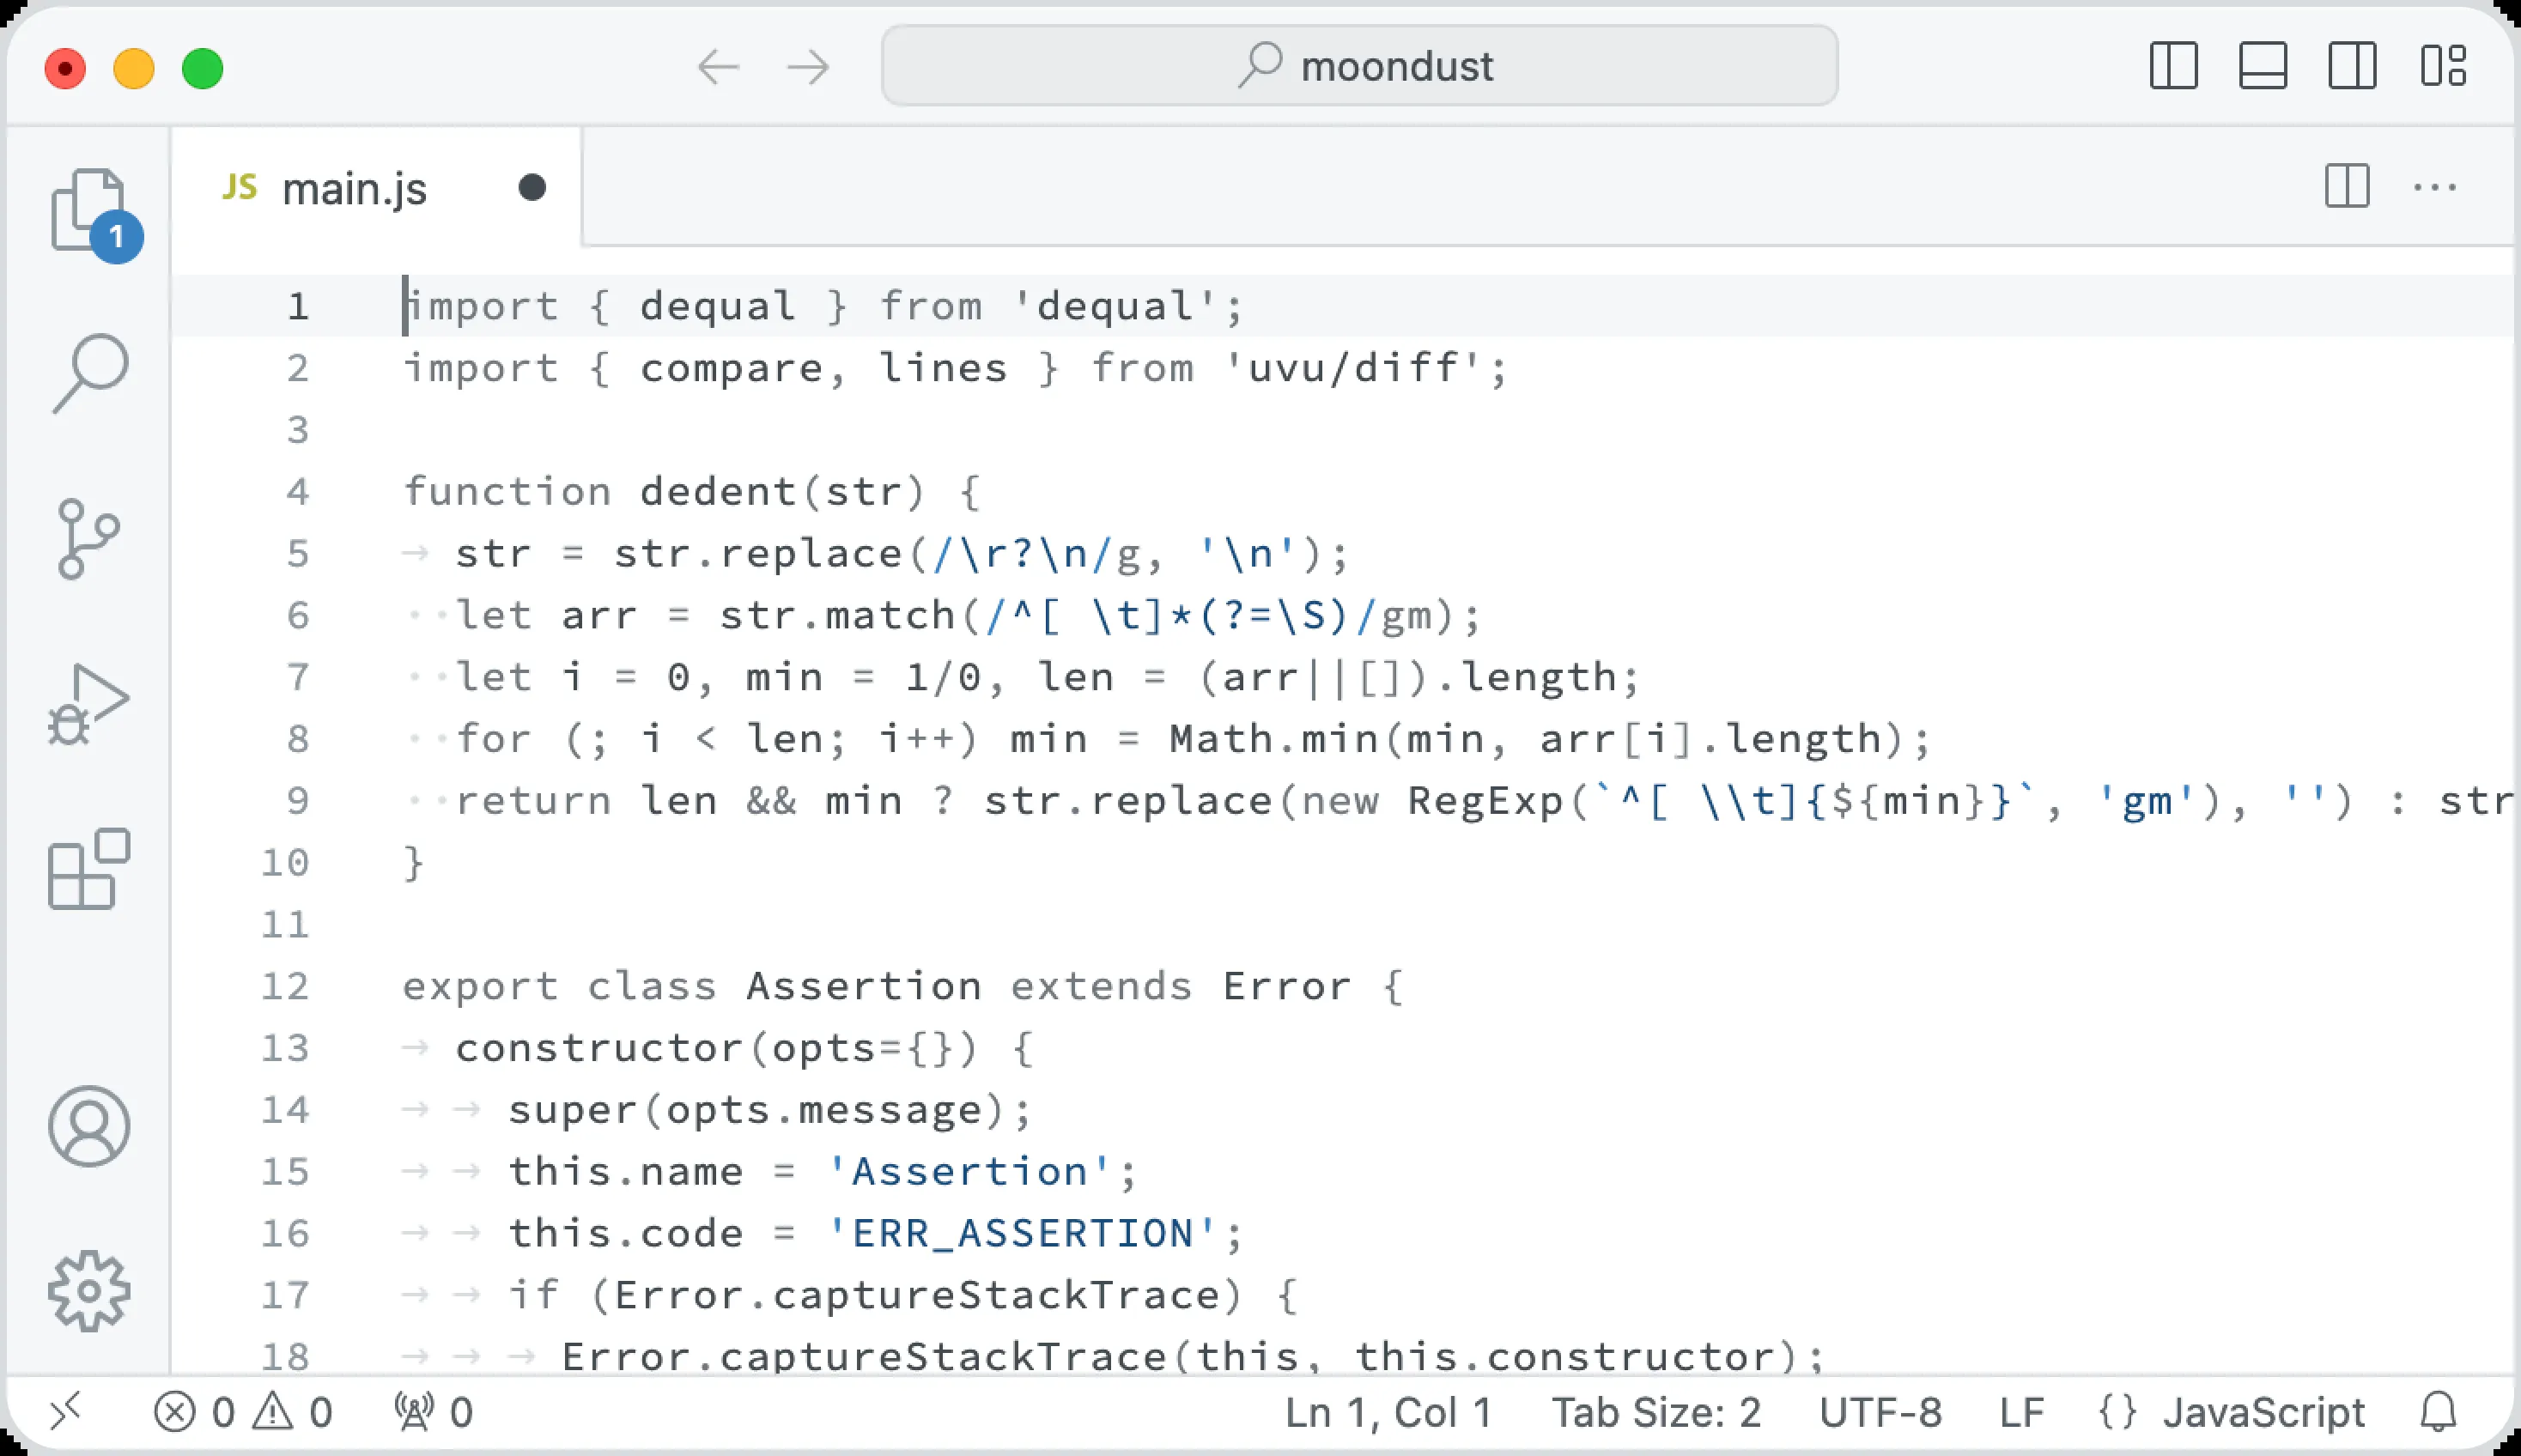 moondust
JS main.js
1
1 import { dequal } from 'dequal';
2 import { compare, lines } from 'uvu/diff';
3
4 function dedent(str) {
5 → str = str.replace(/\r?\n/g, '\n');
6 ··let arr = str.match(/^[ \t]*(?=\S)/gm);
7 ··let i = 0, min = 1/0, len = (arr||[]).length;
8 ··for (; i < len; i++) min = Math.min(min, arr[i].length);
9 ··return len && min ? str.replace(new RegExp(`^[ \\t]{${min}}`, 'gm'), '') : str
10 }
11
12 export class Assertion extends Error {
13 → constructor(opts={}) {
14 → → super(opts.message);
15 → → this.name = 'Assertion';
16 → → this.code = 'ERR_ASSERTION';
17 → → if (Error.captureStackTrace) {
18 → → → Error.captureStackTrace(this, this.constructor);
0 0 0 Ln 1, Col 1 Tab Size: 2 UTF-8 LF {} JavaScript